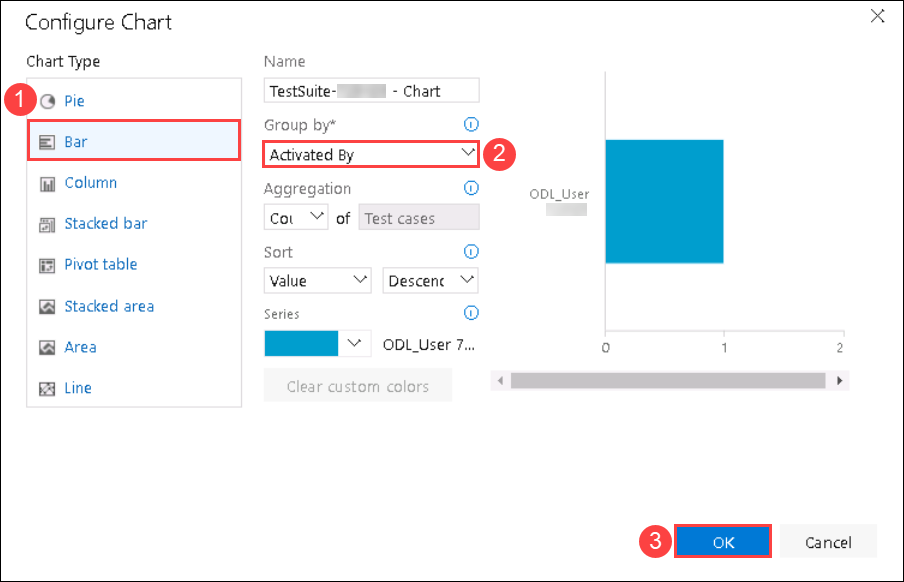 Configure Chart
Chart Type
1
Pie
Bar
Column
Stacked bar
Pivot table
Stacked area
Area
Line
Name
TestSuite- - Chart
Group by*
Activated By
2
Aggregation
Cou
of
Test cases
Sort
Value
Descenc
Series
ODL_User 7...
Clear custom colors
ODL_User
0
1
2
3
OK
Cancel